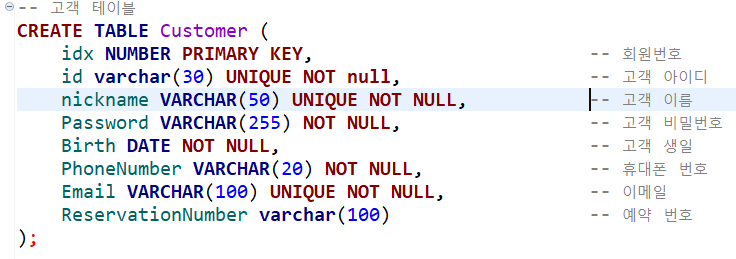 -- 고객 테이블
CREATE TABLE Customer (
    idx NUMBER PRIMARY KEY,                    -- 회원번호
    id varchar(30) UNIQUE NOT null,            -- 고객 아이디
    nickname VARCHAR(50) UNIQUE NOT NULL,      -- 고객 이름
    Password VARCHAR(255) NOT NULL,            -- 고객 비밀번호
    Birth DATE NOT NULL,                       -- 고객 생일
    PhoneNumber VARCHAR(20) NOT NULL,          -- 휴대폰 번호
    Email VARCHAR(100) UNIQUE NOT NULL,        -- 이메일
    ReservationNumber varchar(100)             -- 예약 번호
);